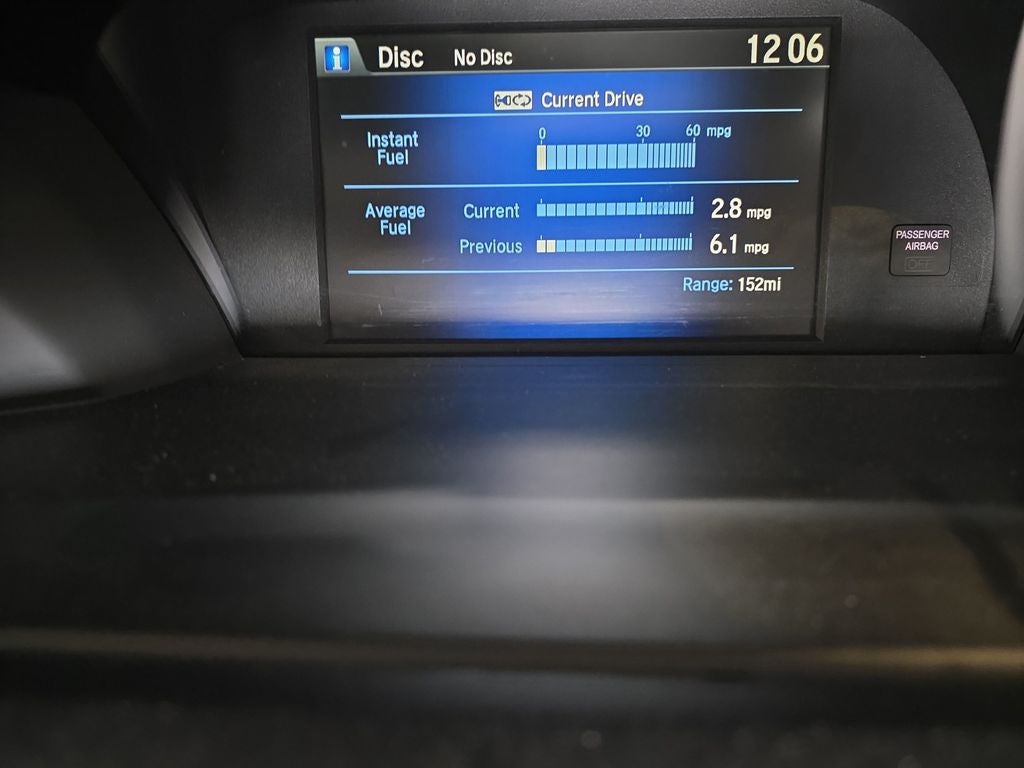 i Disc No Disc 12 06
Current Drive
0 30 60 mpg
Instant
Fuel
Average
Fuel
Current 2.8 mpg
Previous 6.1 mpg
Range: 152mi
PASSENGER
AIRBAG
OFF